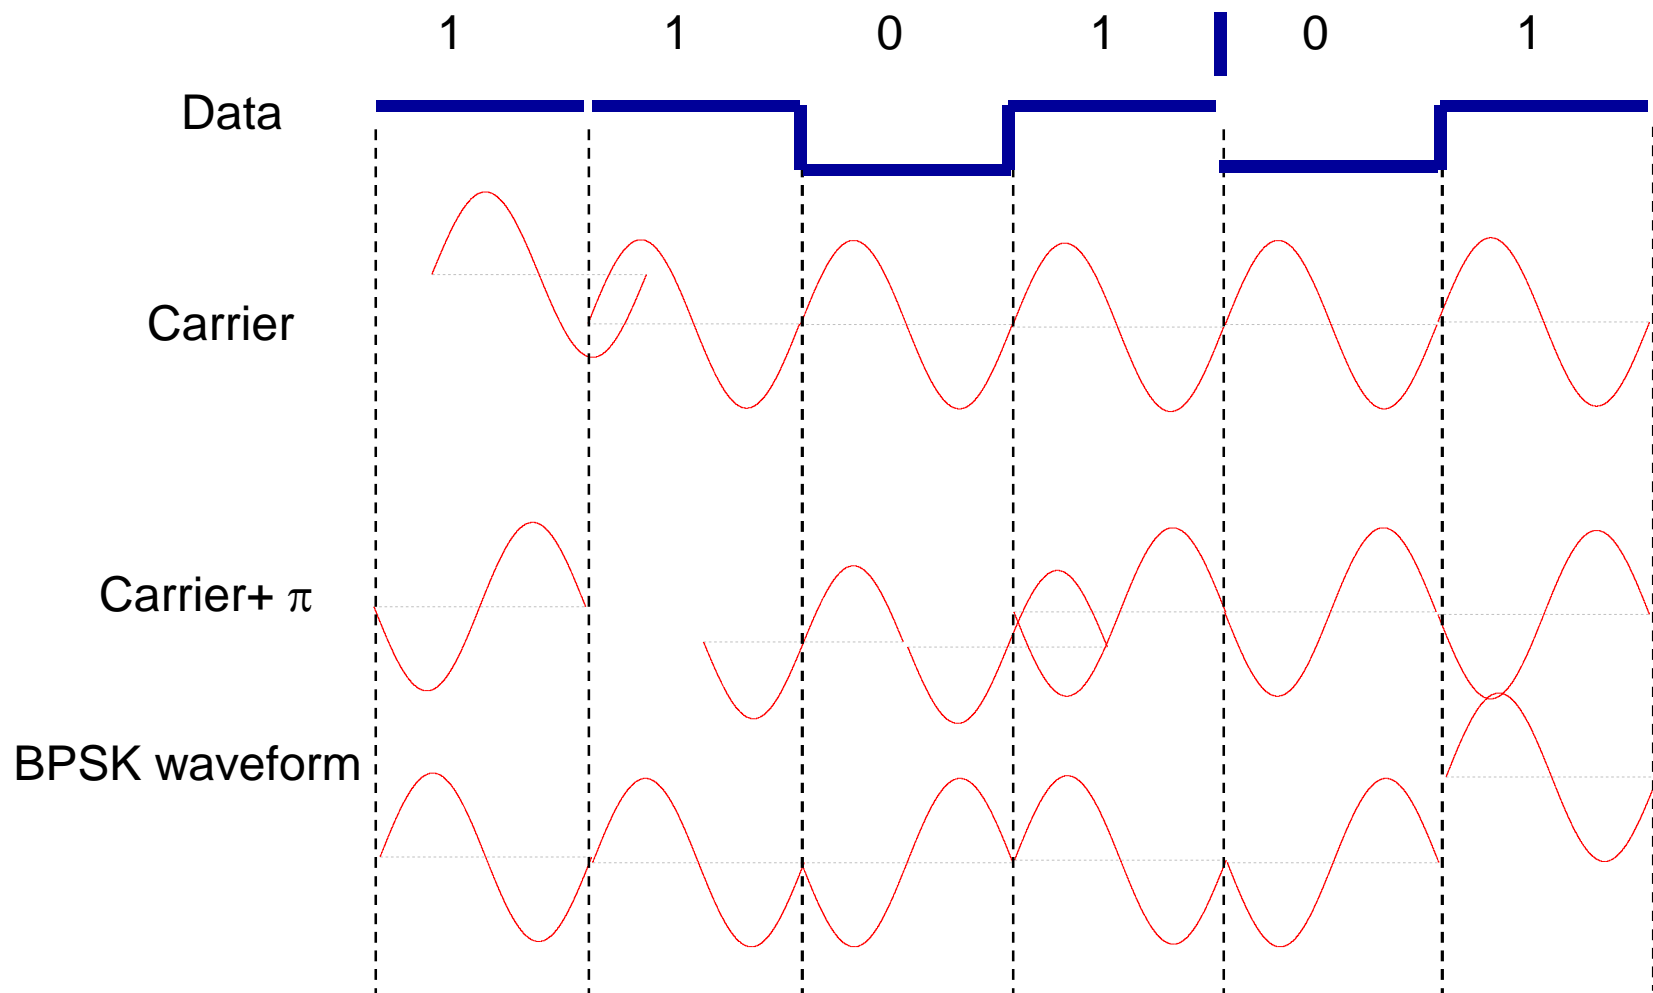 1 1 0 1 0 1
Data
Carrier
Carrier+ π
BPSK waveform